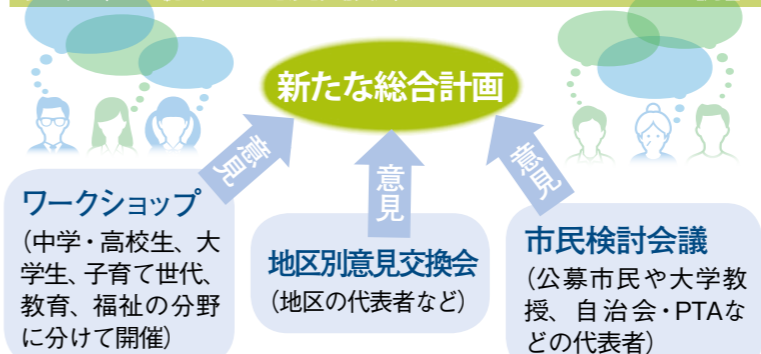 新たな総合計画
意見
意見
意見
ワークショップ
(中学・高校生、大
学生、子育て世代、
教育、福祉の分野
に分けて開催)
地区別意見交換会
(地区の代表者など)
市民検討会議
(公募市民や大学教
授、自治会・PTAな
どの代表者)